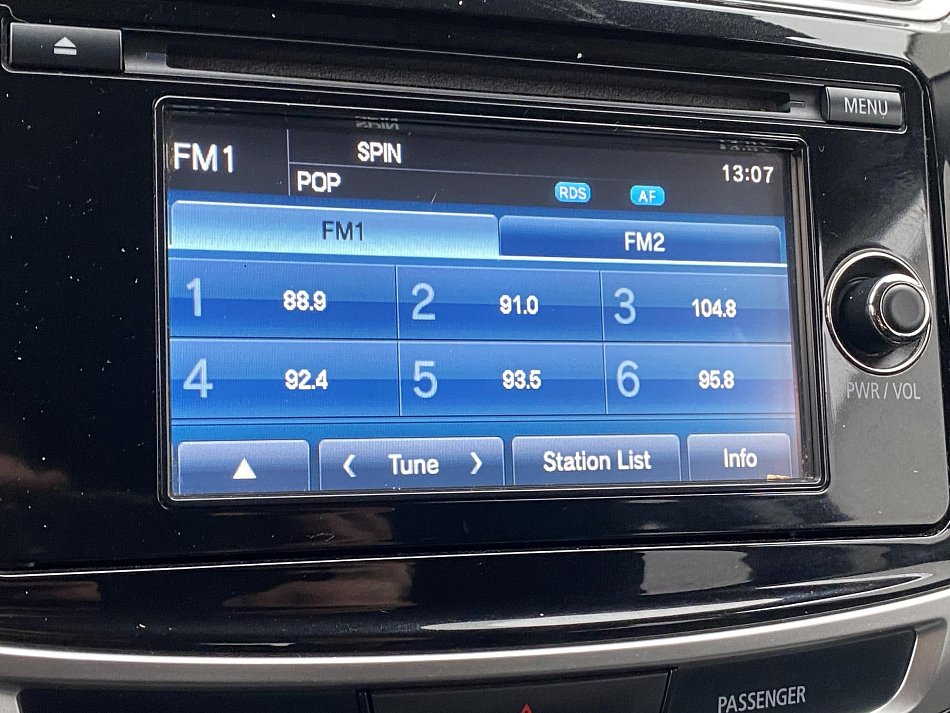 MENU
FM1 SPIN 13:07
POP RDS AF
FM1 FM2
1 88.9 2 91.0 3 104.8
4 92.4 5 93.5 6 95.8
Tune Station List Info
PWR / VOL
PASSENGER